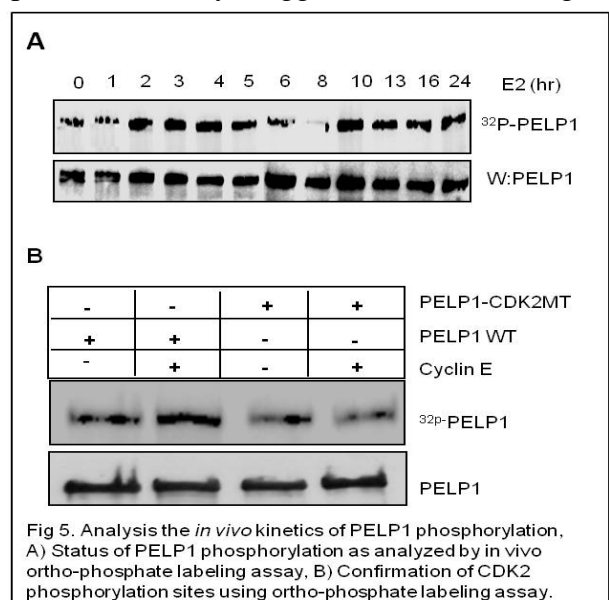 A
0 1 2 3 4 5 6 8 10 13 16 24 E2 (hr)
32P-PELP1
W:PELP1
B
- - + + PELP1-CDK2MT
+ + - - PELP1 WT
- + - + Cyclin E
32p-PELP1
PELP1
Fig 5. Analysis the in vivo kinetics of PELP1 phosphorylation,
A) Status of PELP1 phosphorylation as analyzed by in vivo
ortho-phosphate labeling assay, B) Confirmation of CDK2
phosphorylation sites using ortho-phosphate labeling assay.